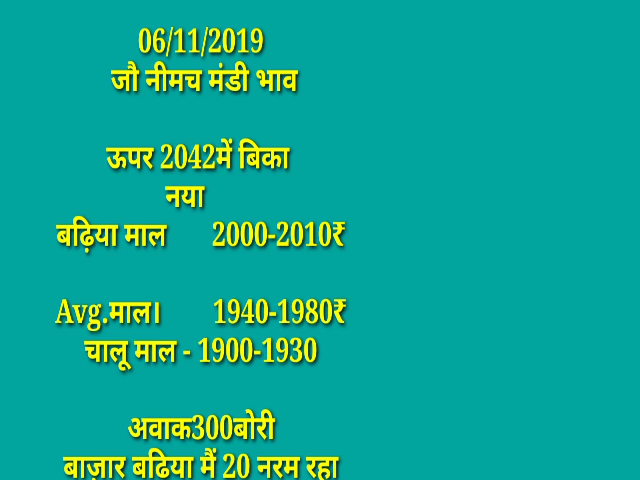 06/11/2019
जौ नीमच मंडी भाव
ऊपर 2042में बिका
नया
बढ़िया माल 2000-2010₹
Avg.माल। 1940-1980₹
चालू माल - 1900-1930
अवाक300बोरी
बाज़ार बढिया मैं 20 नरम रहा